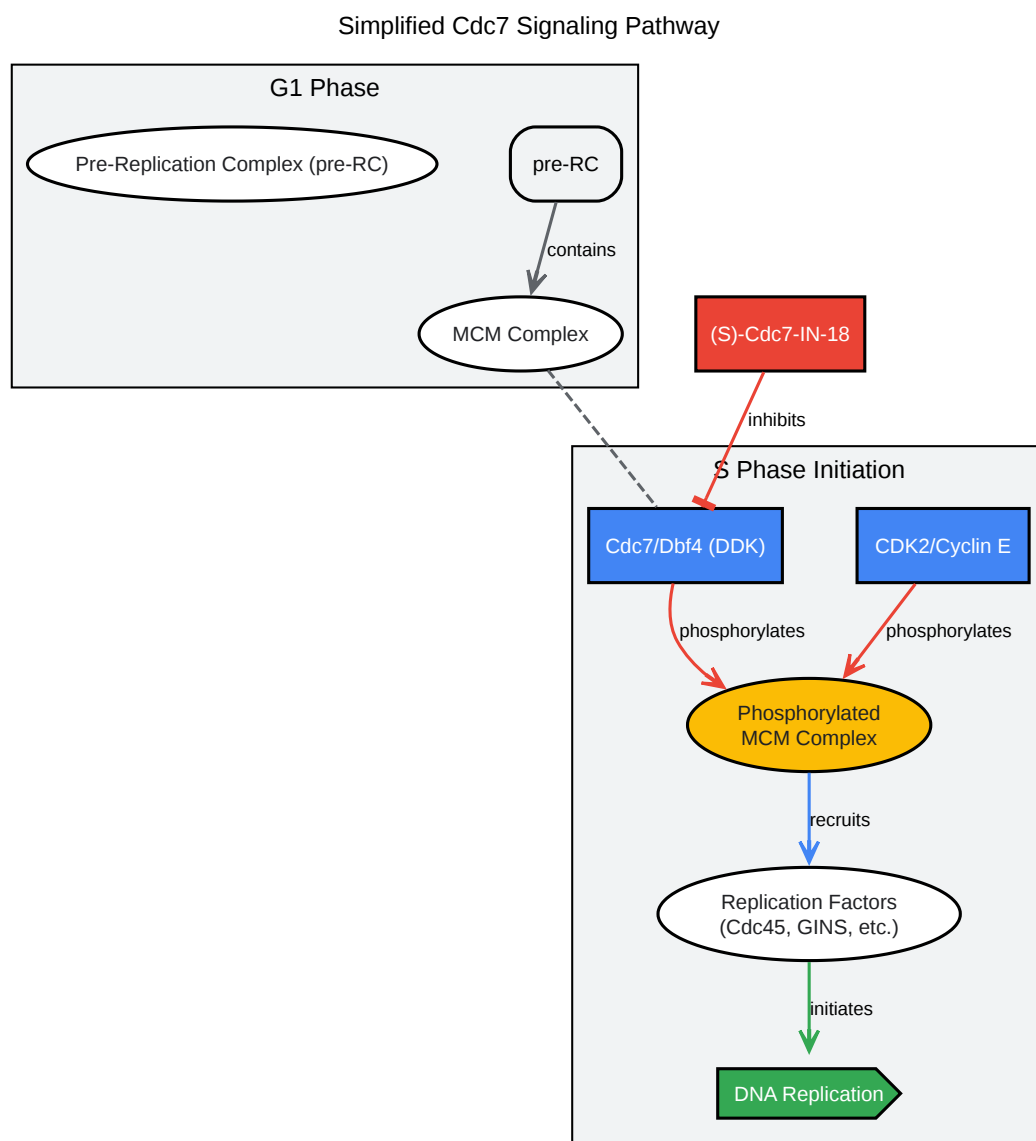 Simplified Cdc7 Signaling Pathway
G1 Phase
Pre-Replication Complex (pre-RC)
pre-RC
contains
MCM Complex
(S)-Cdc7-IN-18
inhibits
S Phase Initiation
Cdc7/Dbf4 (DDK)
CDK2/Cyclin E
phosphorylates
phosphorylates
Phosphorylated
MCM Complex
recruits
Replication Factors
(Cdc45, GINS, etc.)
initiates
DNA Replication